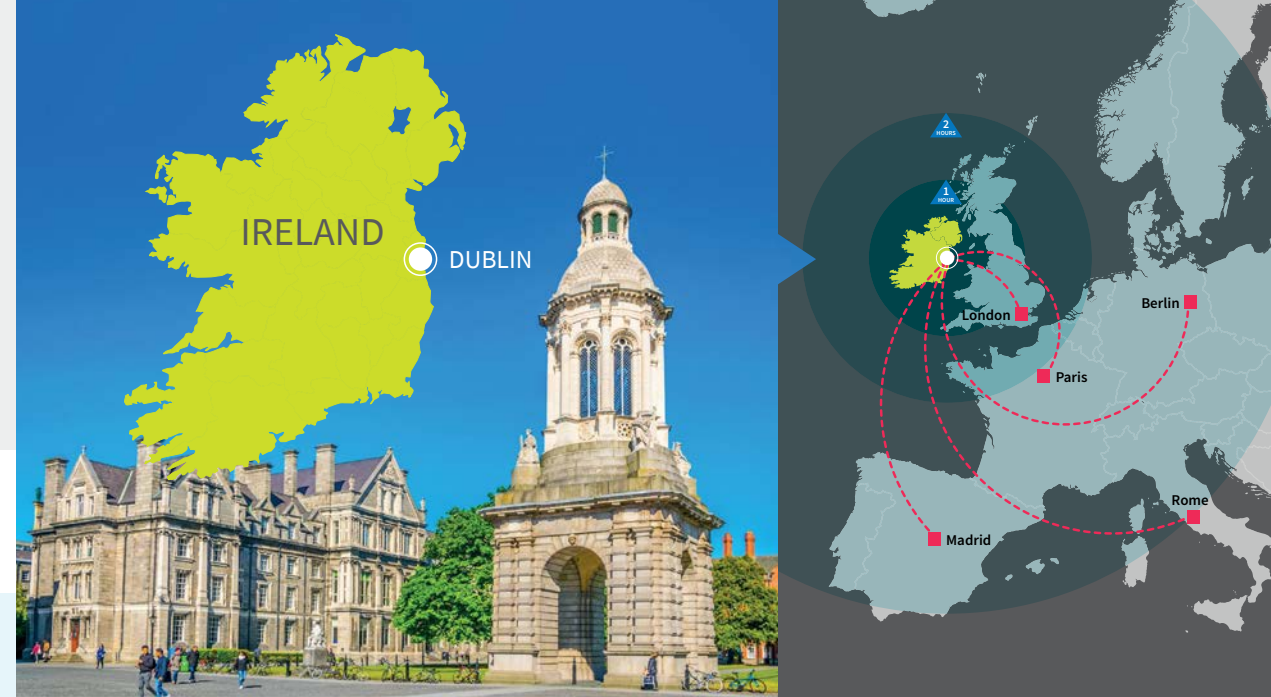 IRELAND
DUBLIN
2
HOURS
1
HOUR
London
Berlin
Paris
Rome
Madrid